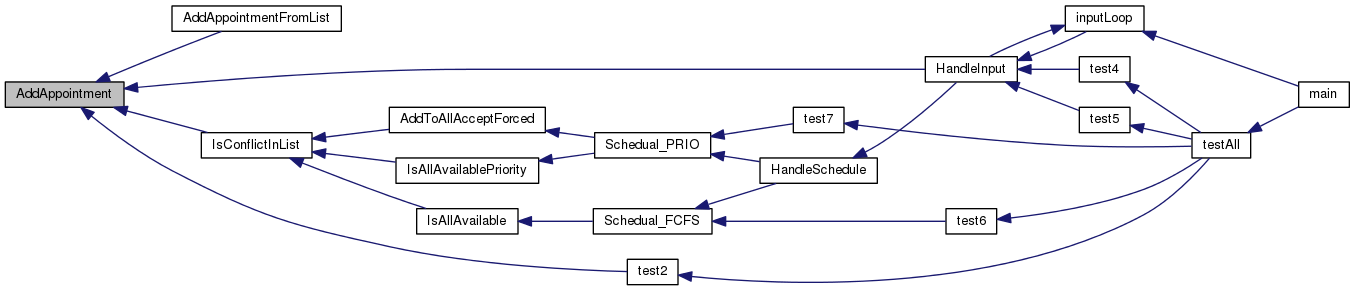 AddAppointmentFromList
inputLoop
HandleInput
test4
AddAppointment
main
AddToAllAcceptForced
test7
test5
IsConflictInList
Schedual_PRIO
testAll
IsAllAvailablePriority
HandleSchedule
IsAllAvailable
Schedual_FCFS
test6
test2